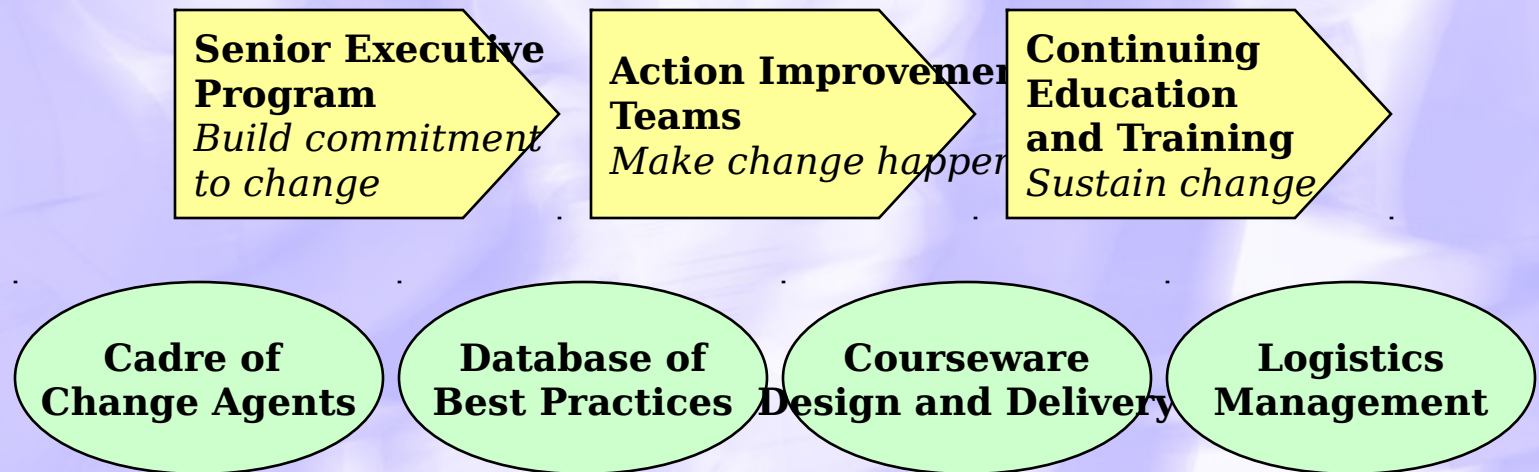 Senior Executive
Program
Build commitment
to change
Action Improvemen
Teams
Make change happen
Continuing
Education
and Training
Sustain change
Cadre of
Change Agents
Database of
Best Practices
Courseware
Design and Delivery
Logistics
Management